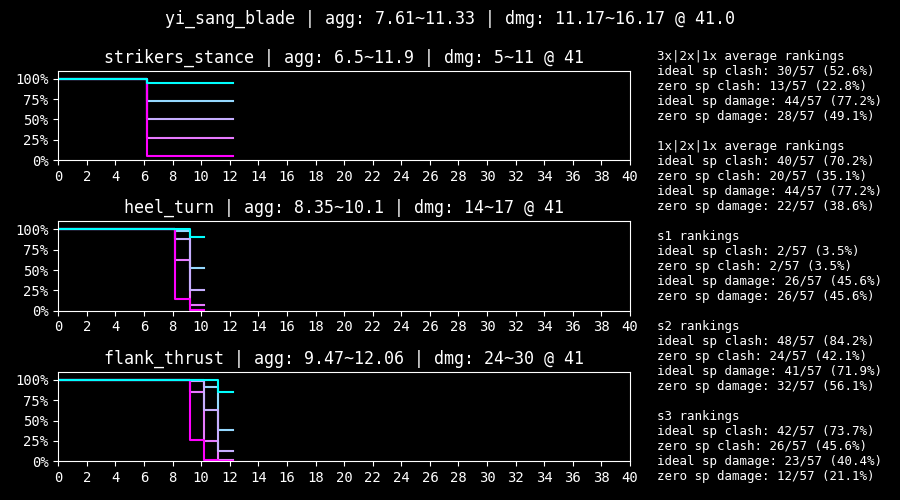 yi_sang_blade | agg: 7.61~11.33 | dmg: 11.17~16.17 @ 41.0
strikers_stance | agg: 6.5~11.9 | dmg: 5~11 @ 41
100%
75%
50%
25%
0%
0 2 4 6 8 10 12 14 16 18 20 22 24 26 28 30 32 34 36 38 40
heel_turn | agg: 8.35~10.1 | dmg: 14~17 @ 41
100%
75%
50%
25%
0%
0 2 4 6 8 10 12 14 16 18 20 22 24 26 28 30 32 34 36 38 40
flank_thrust | agg: 9.47~12.06 | dmg: 24~30 @ 41
100%
75%
50%
25%
0%
0 2 4 6 8 10 12 14 16 18 20 22 24 26 28 30 32 34 36 38 40
3x|2x|1x average rankings
ideal sp clash: 30/57 (52.6%)
zero sp clash: 13/57 (22.8%)
ideal sp damage: 44/57 (77.2%)
zero sp damage: 28/57 (49.1%)
1x|2x|1x average rankings
ideal sp clash: 40/57 (70.2%)
zero sp clash: 20/57 (35.1%)
ideal sp damage: 44/57 (77.2%)
zero sp damage: 22/57 (38.6%)
s1 rankings
ideal sp clash: 2/57 (3.5%)
zero sp clash: 2/57 (3.5%)
ideal sp damage: 26/57 (45.6%)
zero sp damage: 26/57 (45.6%)
s2 rankings
ideal sp clash: 48/57 (84.2%)
zero sp clash: 24/57 (42.1%)
ideal sp damage: 41/57 (71.9%)
zero sp damage: 32/57 (56.1%)
s3 rankings
ideal sp clash: 42/57 (73.7%)
zero sp clash: 26/57 (45.6%)
ideal sp damage: 23/57 (40.4%)
zero sp damage: 12/57 (21.1%)